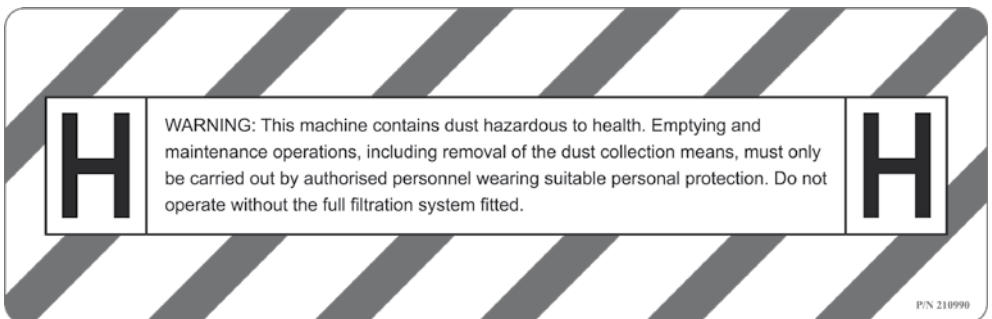 H
WARNING: This machine contains dust hazardous to health. Emptying and
maintenance operations, including removal of the dust collection means, must only
be carried out by authorised personnel wearing suitable personal protection. Do not
operate without the full filtration system fitted.
H
P/N 210990